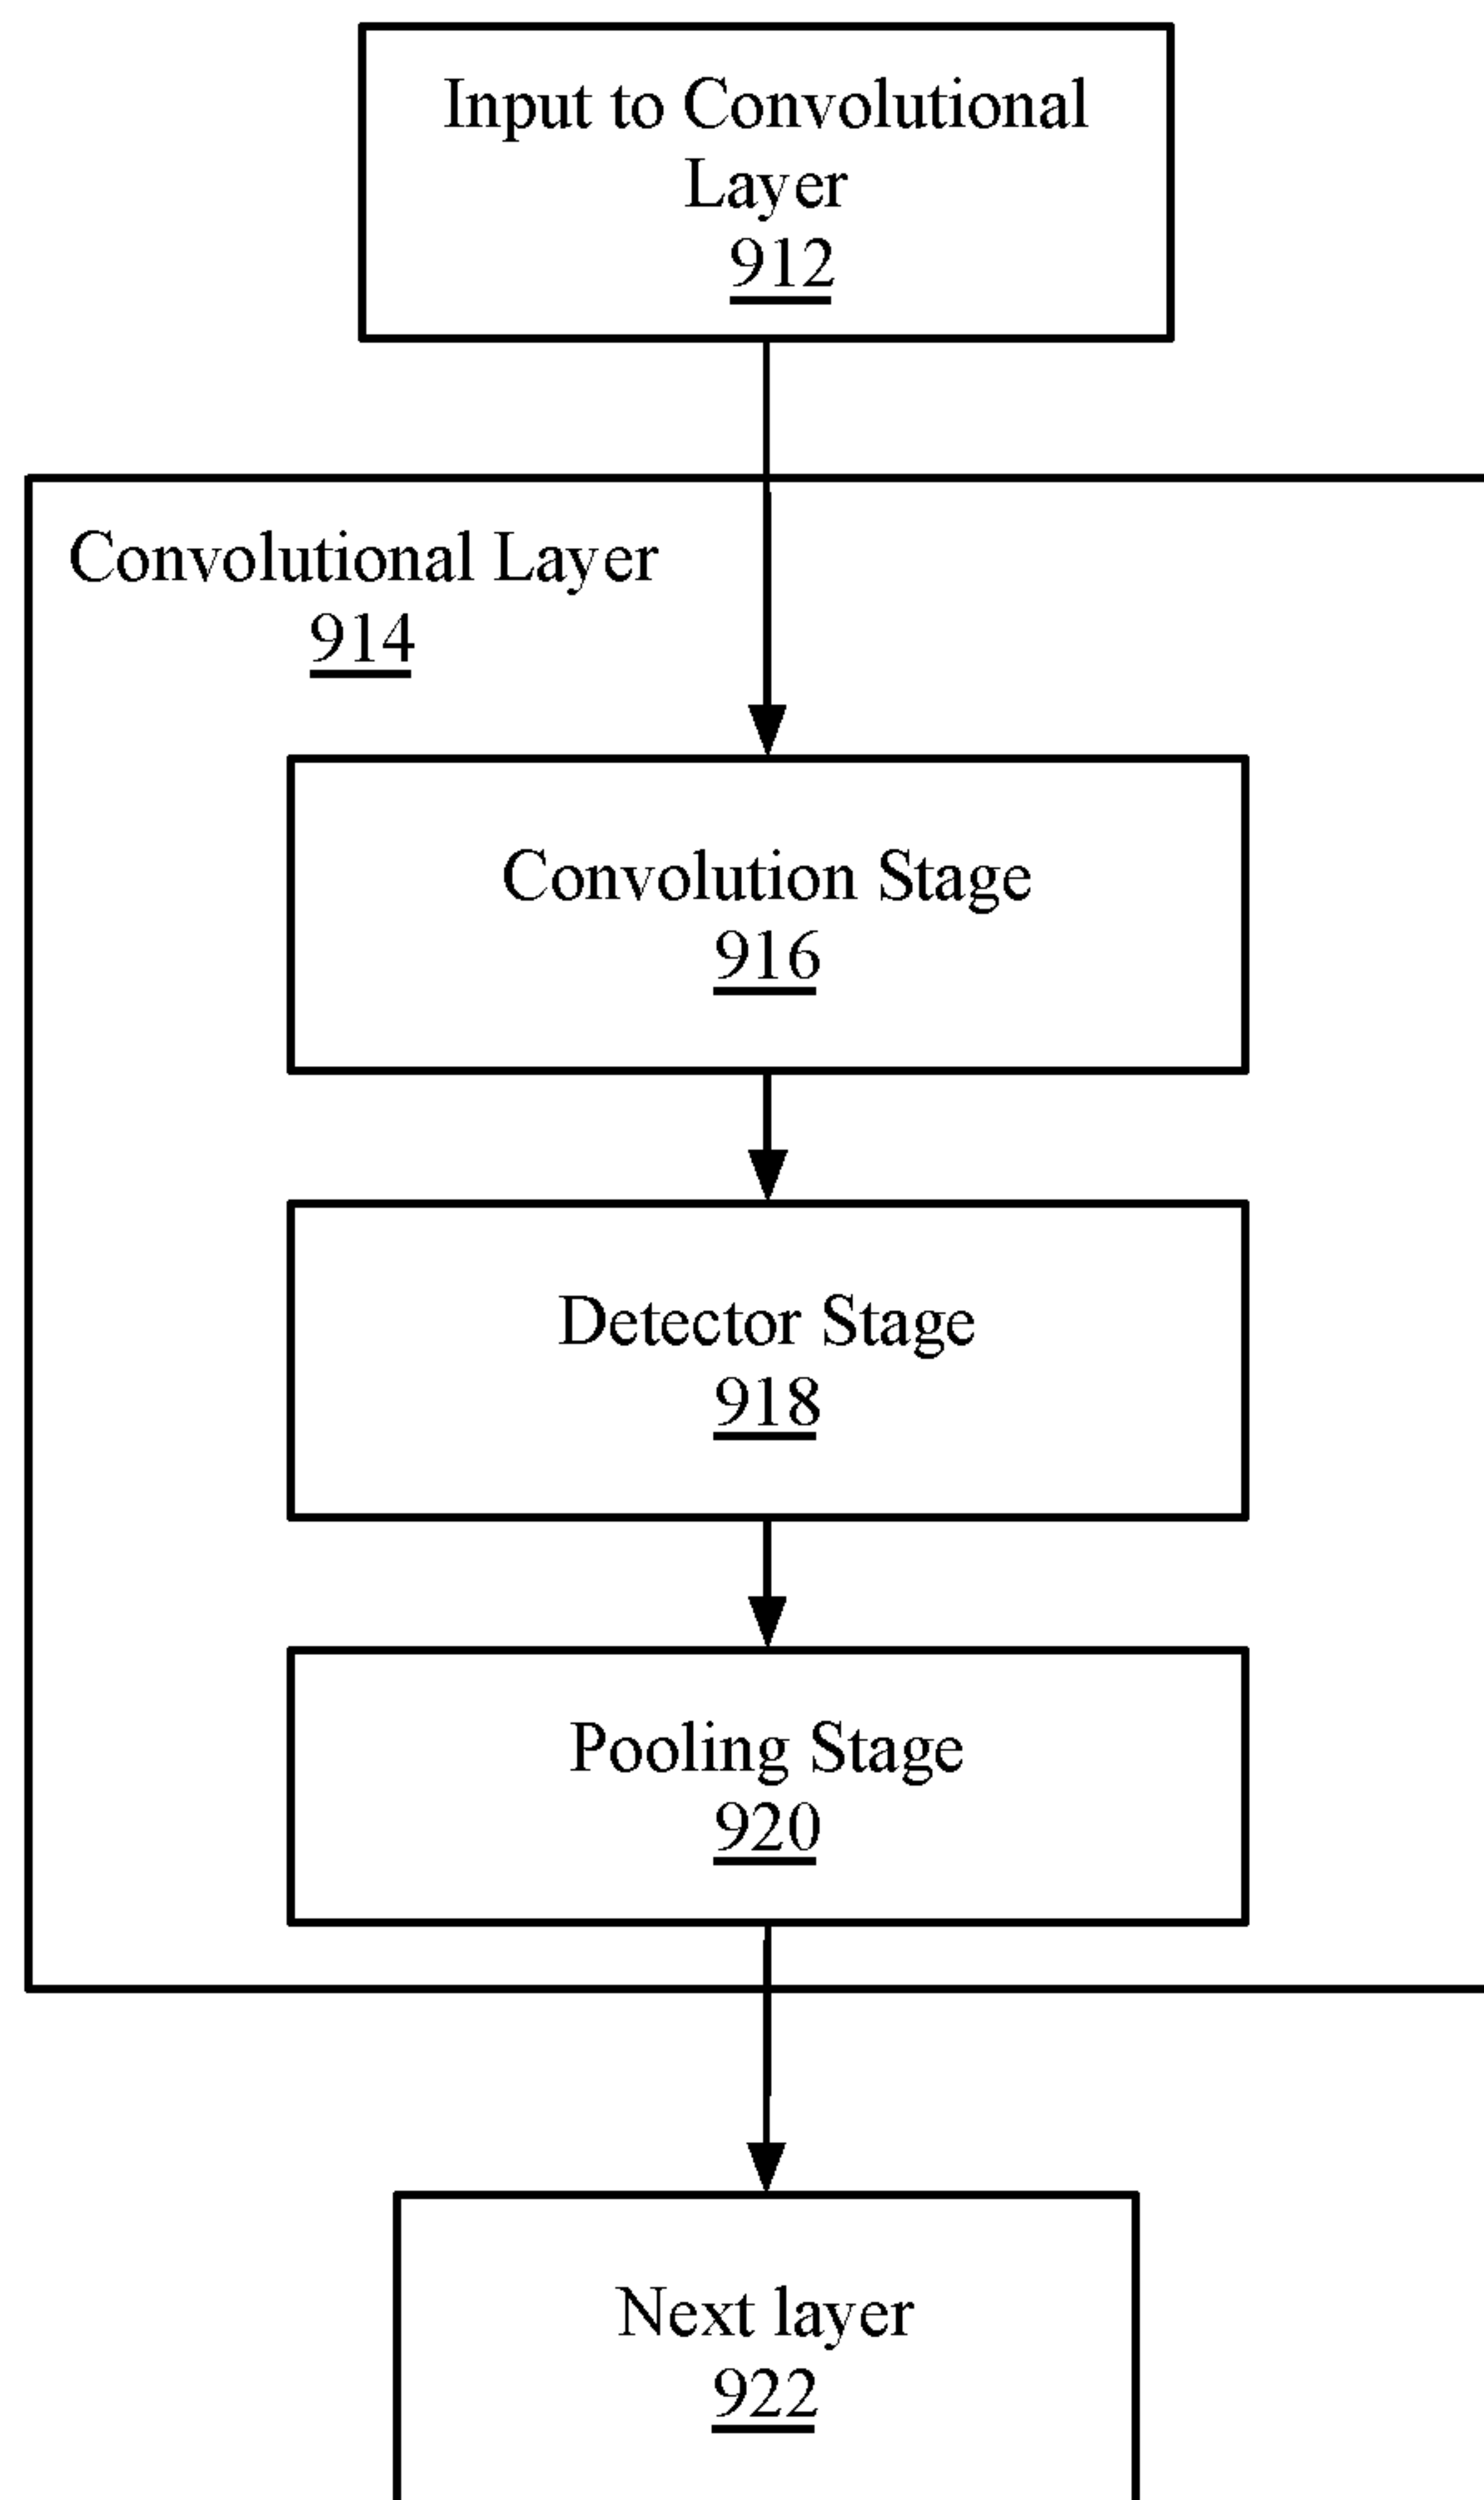 Input to Convolutional
Layer
912
Convolutional Layer
914
Convolution Stage
916
Detector Stage
918
Pooling Stage
920
Next layer
922